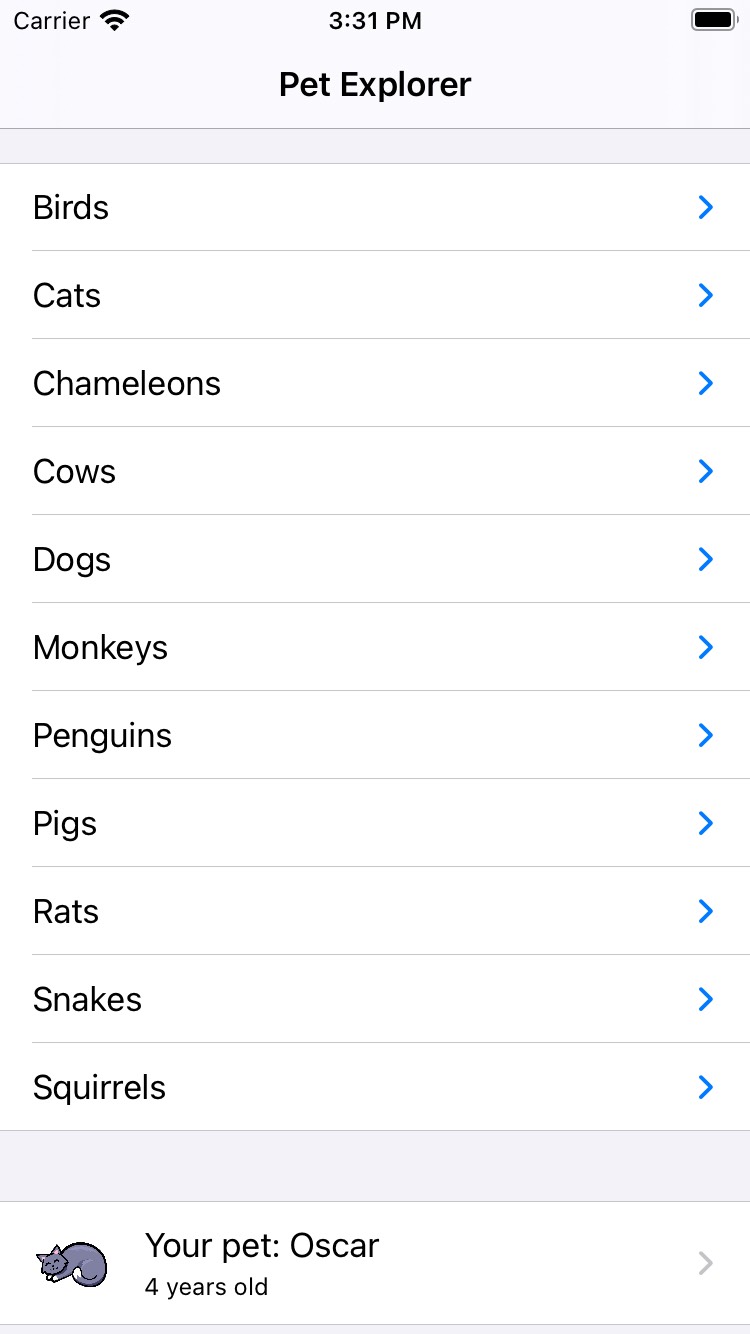 Carrier 3:31 PM
Pet Explorer
Birds
Cats
Chameleons
Cows
Dogs
Monkeys
Penguins
Pigs
Rats
Snakes
Squirrels
Your pet: Oscar
4 years old